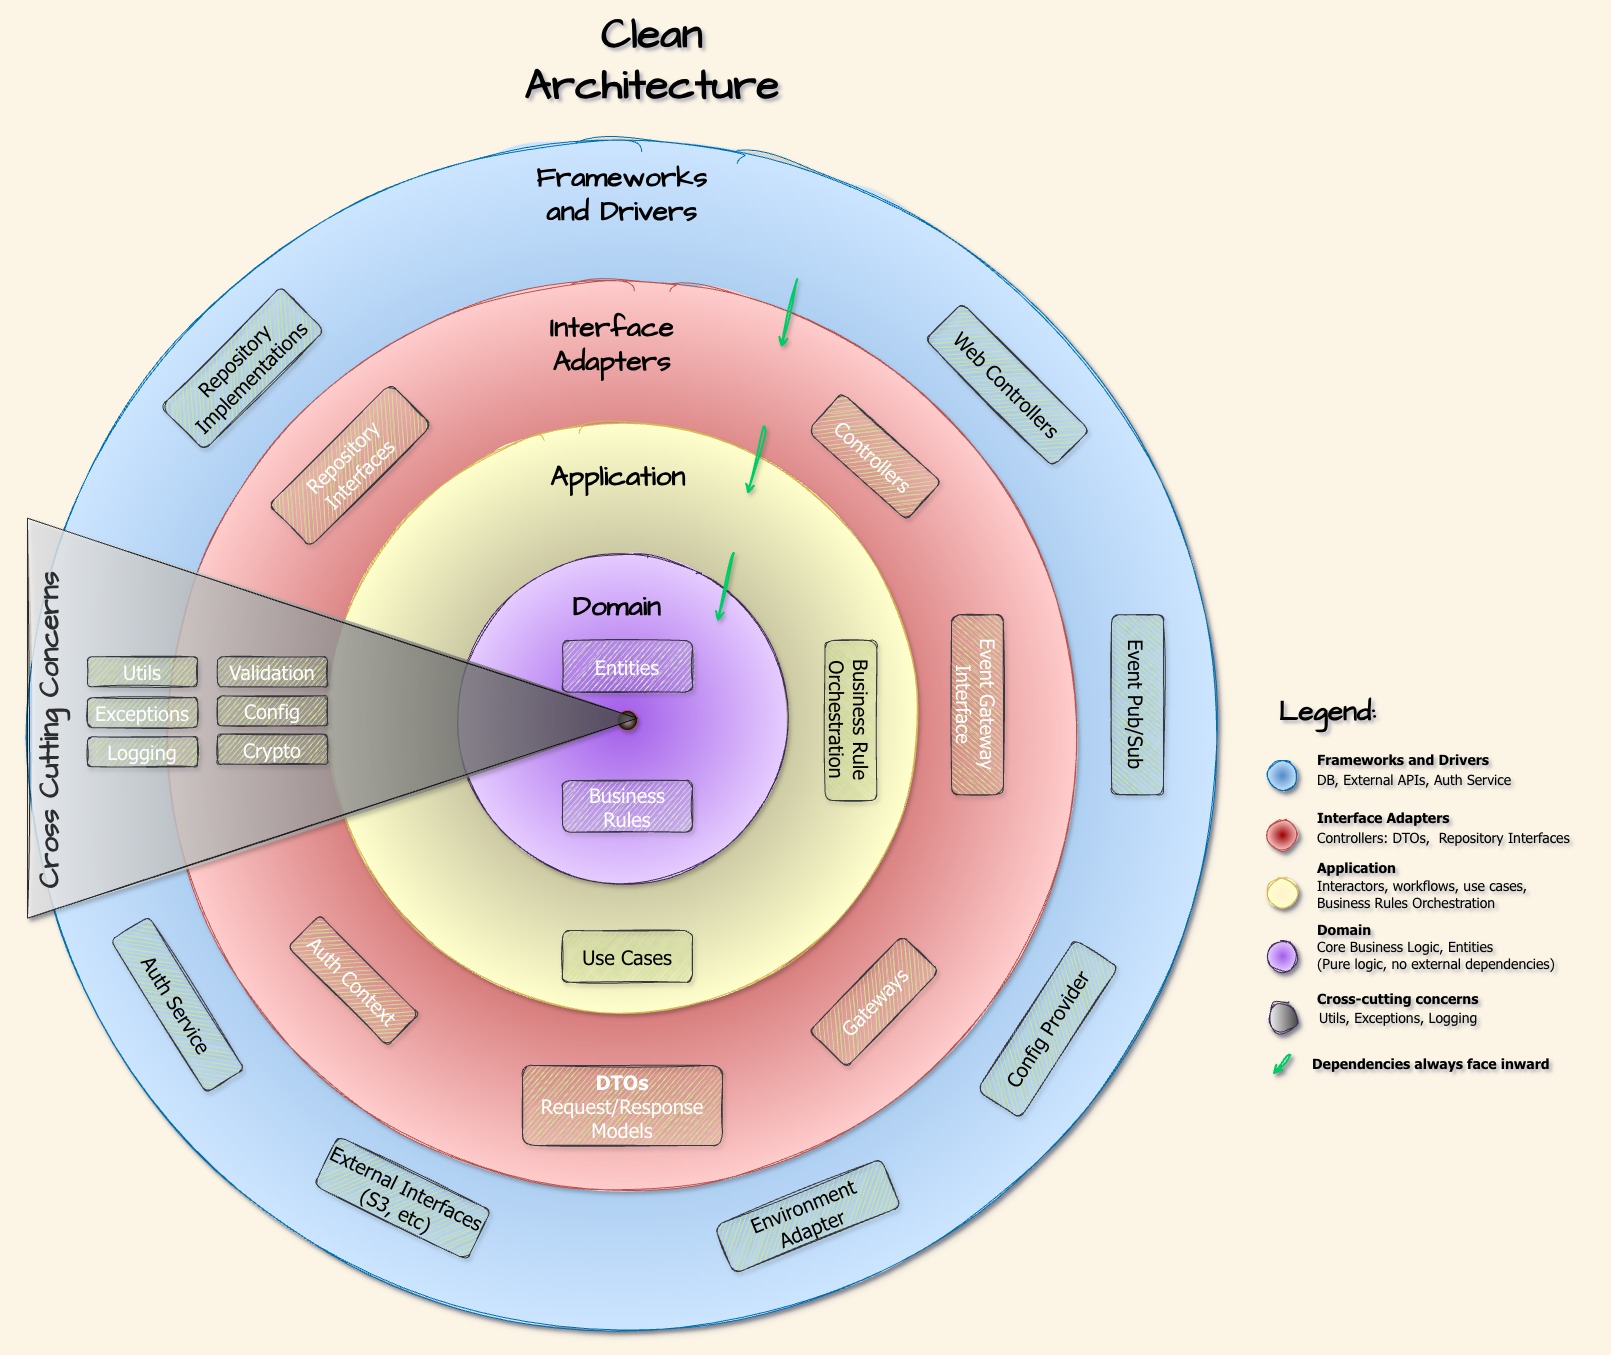 Clean
Architecture
Frameworks
and Drivers
Interface
Adapters
Application
Domain
Entities
Business
Rules
Repository
Implementations
Repository
Interfaces
Web Controllers
Controllers
Cross Cutting Concerns
Utils
Validation
Exceptions
Config
Logging
Crypto
Business Rule
Orchestration
Event Gateway
Interface
Event Pub/Sub
Use Cases
Auth Service
Auth Context
Gateways
Config Provider
DTOs
Request/Response
Models
External Interfaces
(S3, etc)
Environment
Adapter
Legend:
Frameworks and Drivers
DB, External APIs, Auth Service
Interface Adapters
Controllers: DTOs, Repository Interfaces
Application
Interactors, workflows, use cases,
Business Rules Orchestration
Domain
Core Business Logic, Entities
(Pure logic, no external dependencies)
Cross-cutting concerns
Utils, Exceptions, Logging
Dependencies always face inward